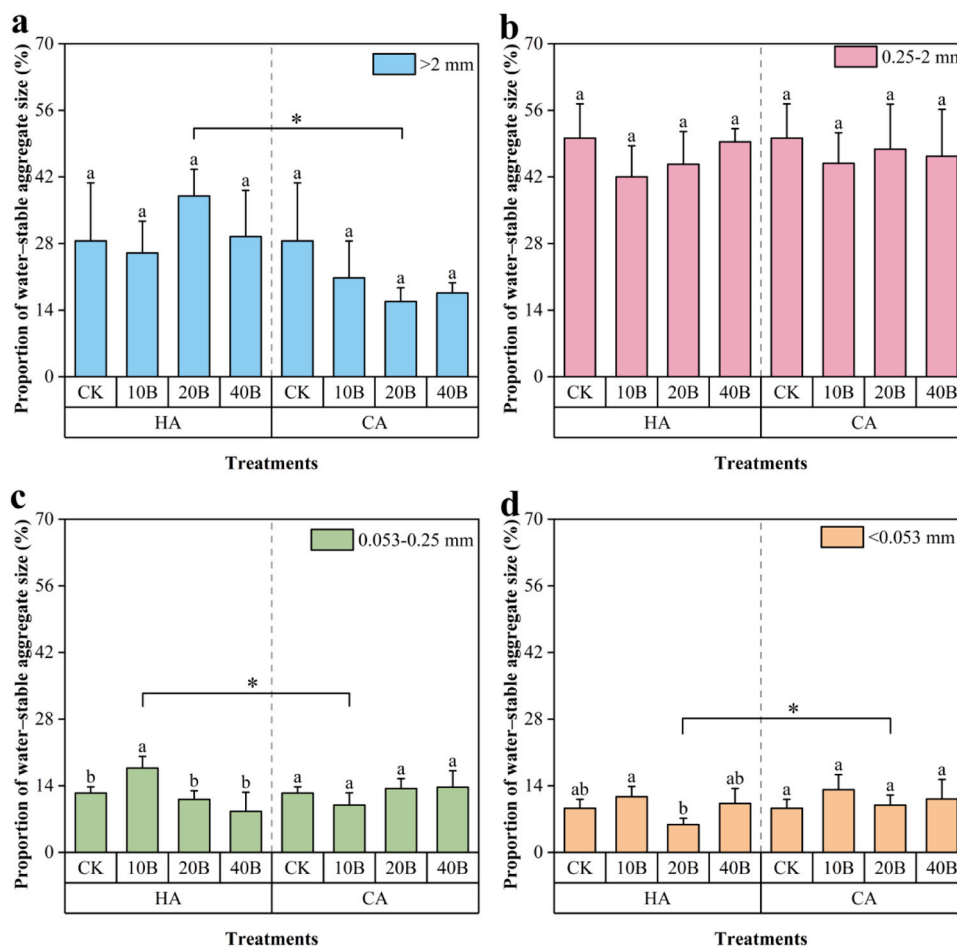 a
70
56
42
28
14
0
Proportion of water–stable aggregate size (%)
>2 mm
a a a a a a a a
*
CK 10B 20B 40B CK 10B 20B 40B
HA CA
Treatments
b
70
56
42
28
14
0
Proportion of water–stable aggregate size (%)
0.25-2 mm
a a a a a a a a
CK 10B 20B 40B CK 10B 20B 40B
HA CA
Treatments
c
70
56
42
28
14
0
Proportion of water–stable aggregate size (%)
0.053-0.25 mm
*
b a b b a a a a
CK 10B 20B 40B CK 10B 20B 40B
HA CA
Treatments
d
70
56
42
28
14
0
Proportion of water–stable aggregate size (%)
<0.053 mm
*
ab a b ab a a a a
CK 10B 20B 40B CK 10B 20B 40B
HA CA
Treatments